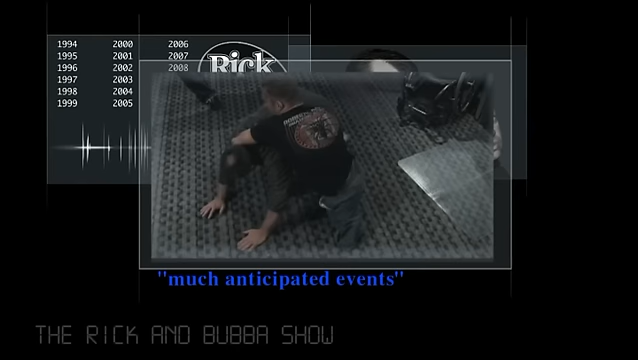 1994 2000 2006
1995 2001 2007
1996 2002 2008
1997 2003
1998 2004
1999 2005
Rick
"much anticipated events"
THE RICK AND BUBBA SHOW